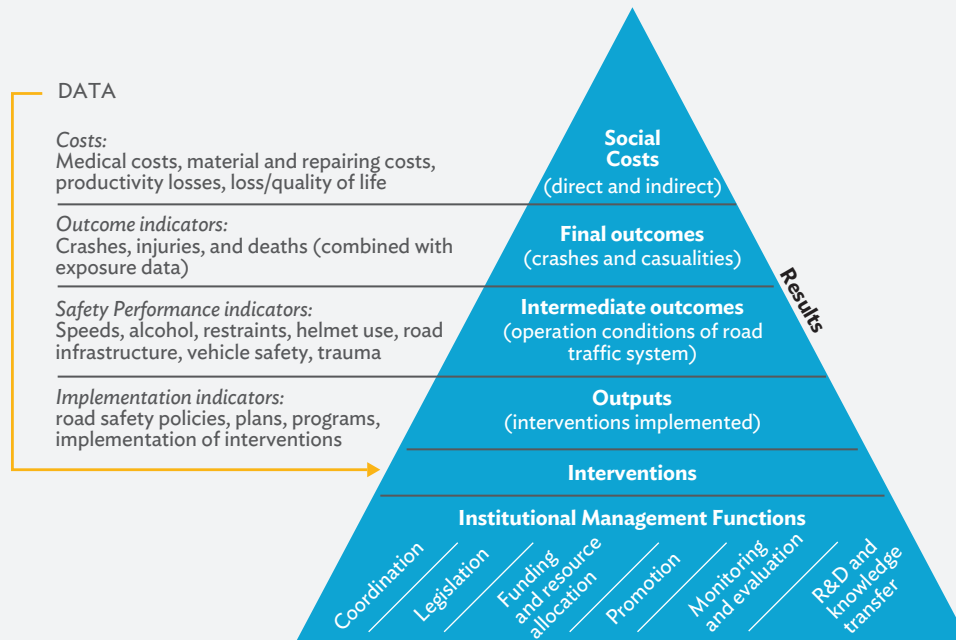 DATA
Costs:
Medical costs, material and repairing costs,
productivity losses, loss/quality of life
Social
Costs
(direct and indirect)
Outcome indicators:
Crashes, injuries, and deaths (combined with
exposure data)
Final outcomes
(crashes and casualities)
Safety Performance indicators:
Speeds, alcohol, restraints, helmet use, road
infrastructure, vehicle safety, trauma
Intermediate outcomes
(operation conditions of road
traffic system)
Results
Implementation indicators:
road safety policies, plans, programs,
implementation of interventions
Outputs
(interventions implemented)
Interventions
Institutional Management Functions
Coordination
Legislation
Funding
and resource
allocation
Promotion
Monitoring
and evaluation
R&D and
knowledge
transfer